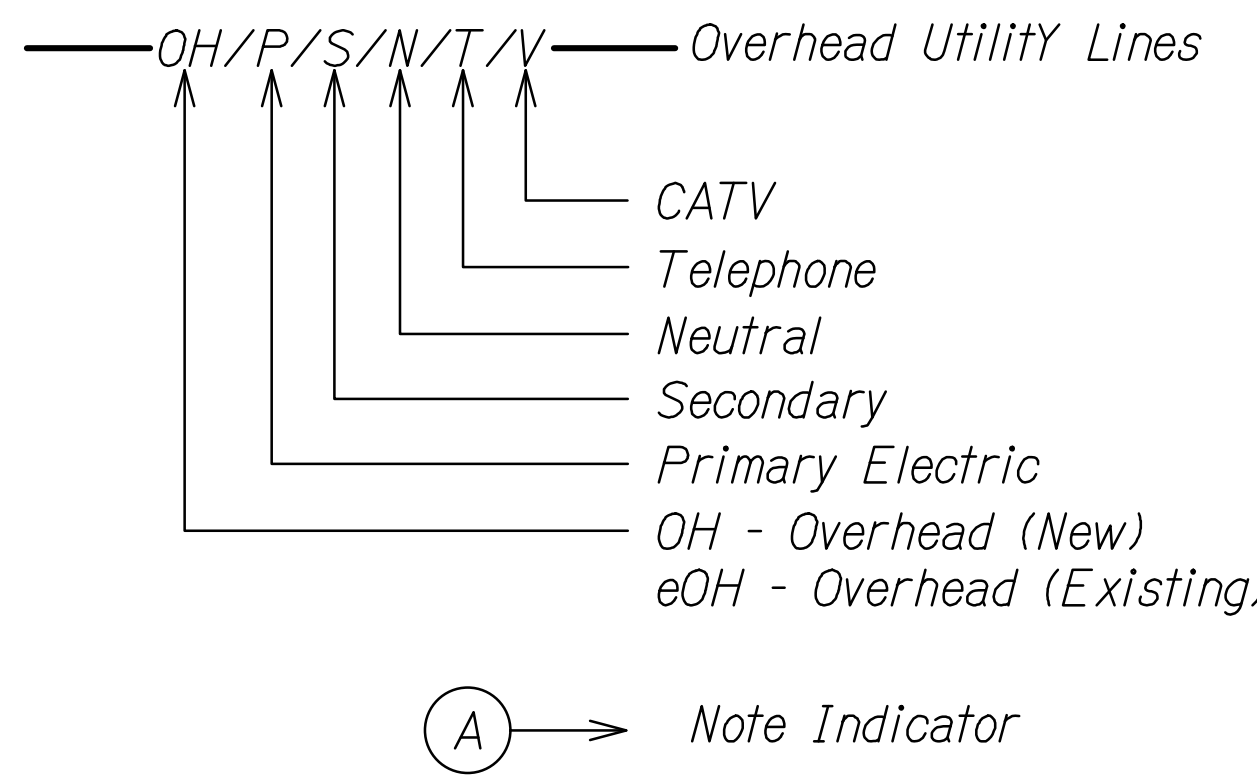 OH/P/S/N/T/V Overhead UtilitY Lines
CATV
Telephone
Neutral
Secondary
Primary Electric
OH - Overhead (New)
eOH - Overhead (Existing)
A Note Indicator